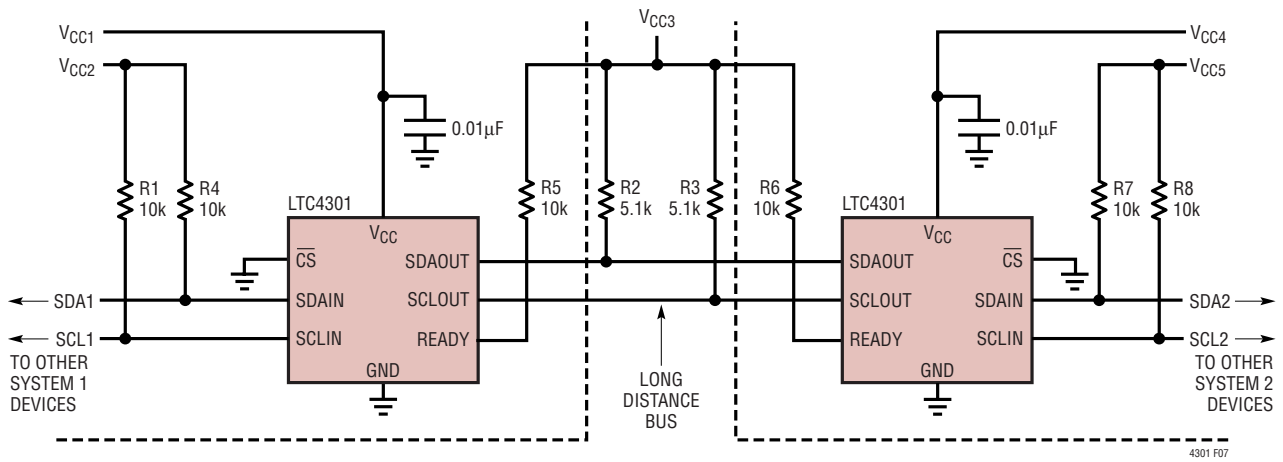 VCC1
VCC2
VCC3
VCC4
VCC5
0.01µF
0.01µF
R1
10k
R4
10k
R5
10k
R2
5.1k
R3
5.1k
R6
10k
R7
10k
R8
10k
LTC4301
VCC
CS
SDAIN
SCLIN
SDAOUT
SCLOUT
READY
GND
LTC4301
VCC
SDAOUT
SCLOUT
READY
CS
SDAIN
SCLIN
GND
SDA1
SCL1
TO OTHER
SYSTEM 1
DEVICES
LONG
DISTANCE
BUS
SDA2
SCL2
TO OTHER
SYSTEM 2
DEVICES
4301 F07